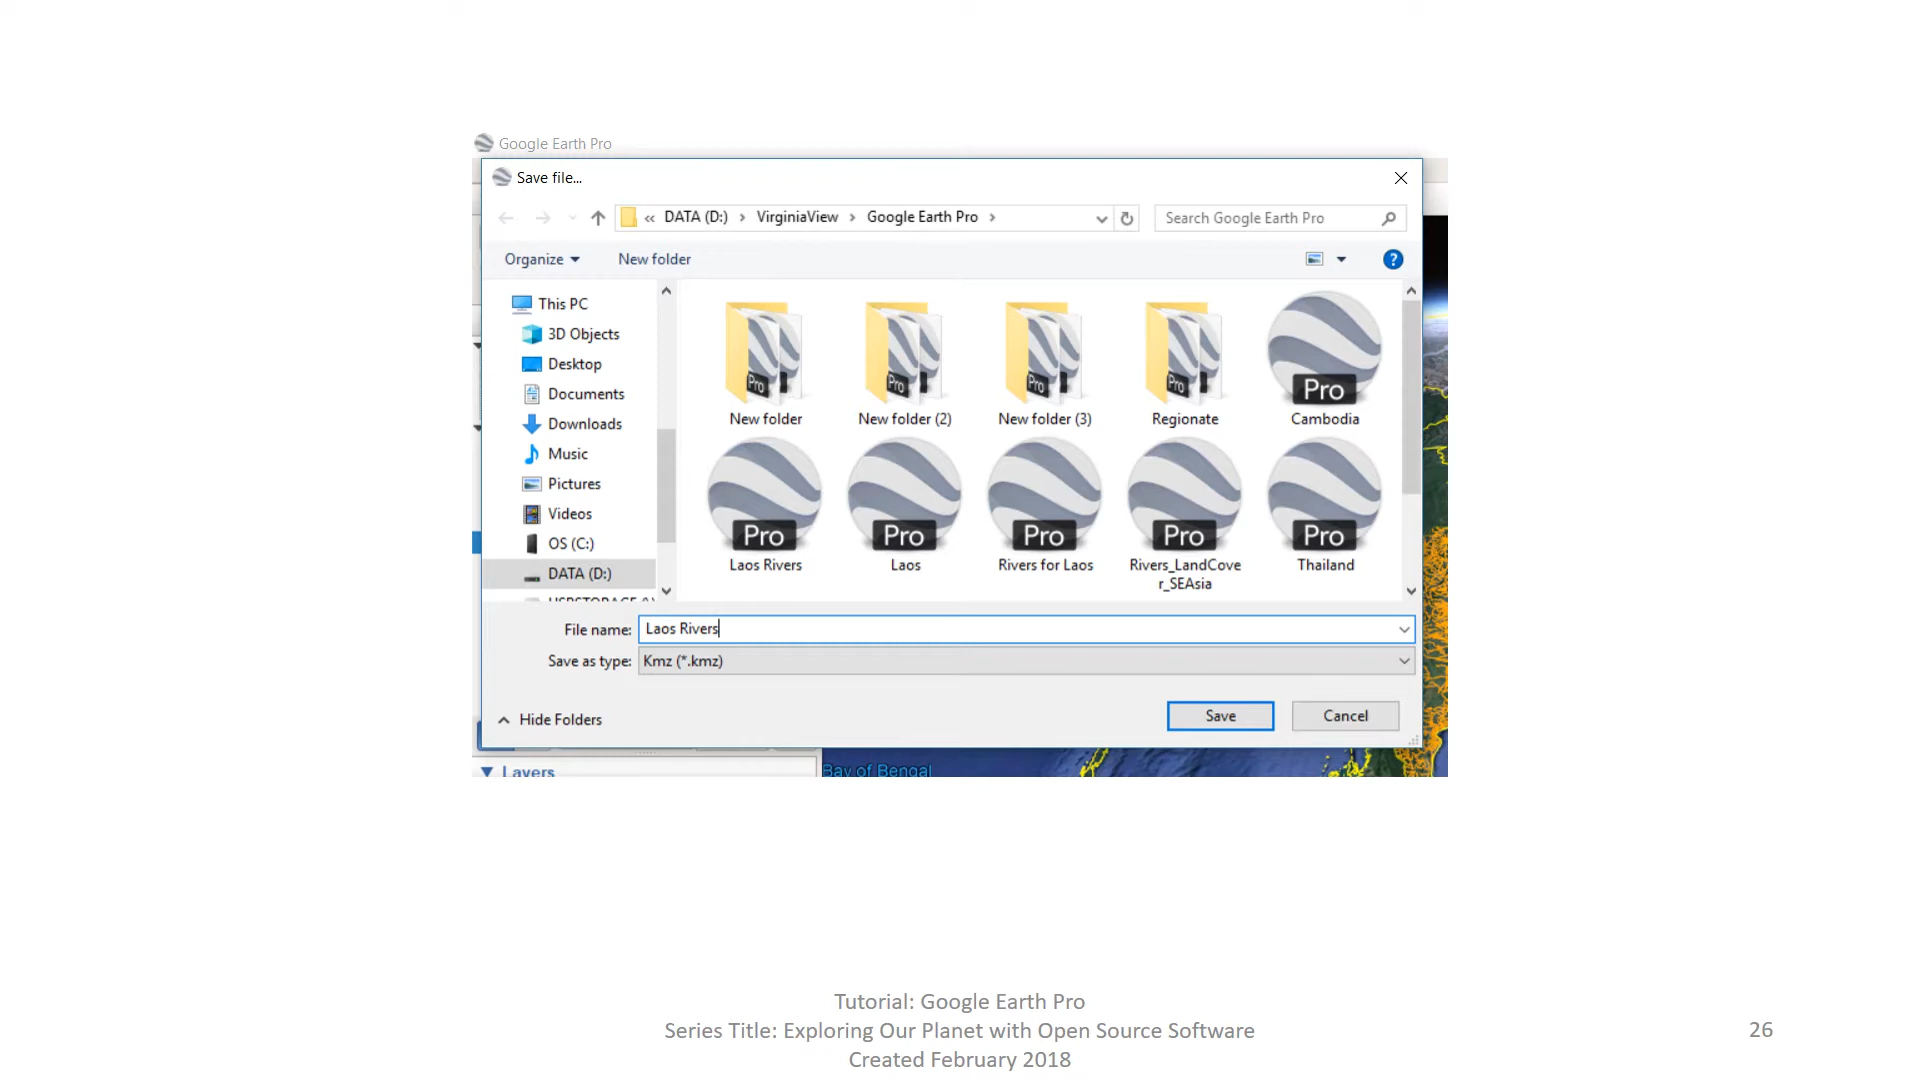 Google Earth Pro
Save file...
« DATA (D:) › VirginiaView › Google Earth Pro ›
Search Google Earth Pro
Organize
New folder
?
This PC
3D Objects
Desktop
Documents
Downloads
Music
Pictures
Videos
OS (C:)
DATA (D:)
Pro
Pro
Pro
Pro
Pro
New folder
New folder (2)
New folder (3)
Regionate
Cambodia
Pro
Pro
Pro
Pro
Pro
Laos Rivers
Laos
Rivers for Laos
Rivers_LandCove
r_SEAsia
Thailand
File name: Laos Rivers
Save as type: Kmz (*.kmz)
Hide Folders
Save
Cancel
Layers
Bay of Bengal
Tutorial: Google Earth Pro
Series Title: Exploring Our Planet with Open Source Software
Created February 2018
26